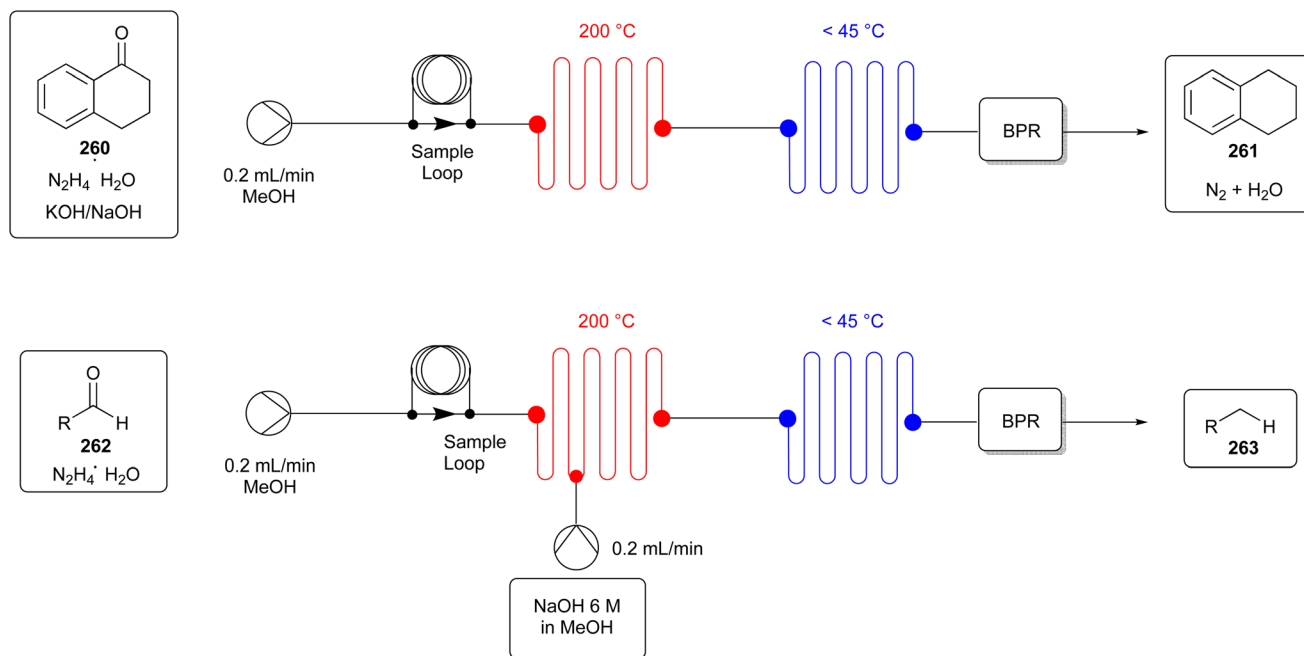 O
260
N2H4 · H2O
KOH/NaOH
0.2 mL/min
MeOH
Sample
Loop
200 °C
< 45 °C
BPR
261
N2 + H2O
O
R
H
262
N2H4 · H2O
0.2 mL/min
MeOH
Sample
Loop
200 °C
0.2 mL/min
NaOH 6 M
in MeOH
< 45 °C
BPR
R
H
263